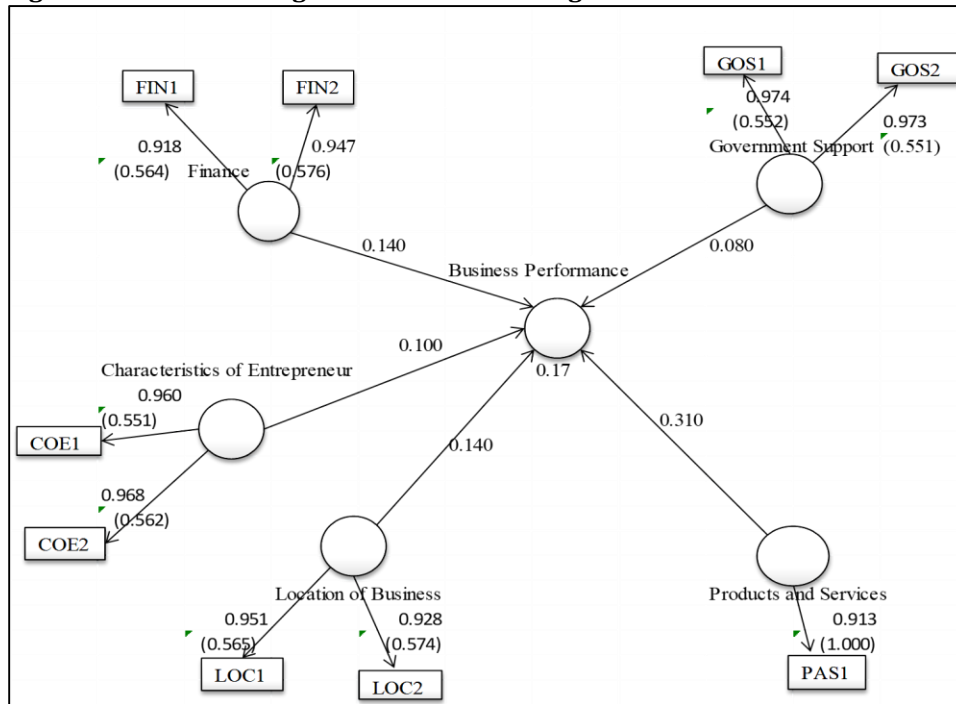 FIN1
FIN2
0.918
(0.564)
0.947
(0.576)
Finance
GOS1
GOS2
0.974
(0.552)
0.973
(0.551)
Government Support
0.140
0.080
Business Performance
0.17
0.100
Characteristics of Entrepreneur
0.960
(0.551)
COE1
0.968
(0.562)
COE2
0.140
0.310
Location of Business
0.951
(0.565)
LOC1
0.928
(0.574)
LOC2
Products and Services
0.913
(1.000)
PAS1